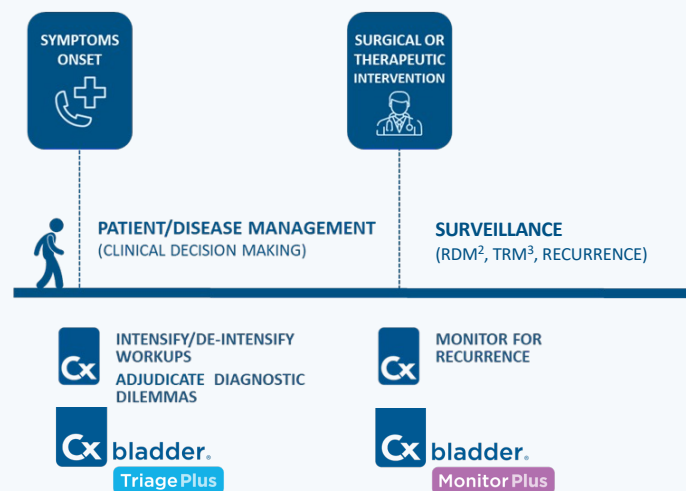 SYMPTOMS
ONSET
SURGICAL OR
THERAPEUTIC
INTERVENTION
PATIENT/DISEASE MANAGEMENT
(CLINICAL DECISION MAKING)
SURVEILLANCE
(RDM², TRM³, RECURRENCE)
Cx
INTENSIFY/DE-INTENSIFY
WORKUPS
ADJUDICATE DIAGNOSTIC
DILEMMAS
Cx
MONITOR FOR
RECURRENCE
Cx bladder.
Triage Plus
Cx bladder.
Monitor Plus